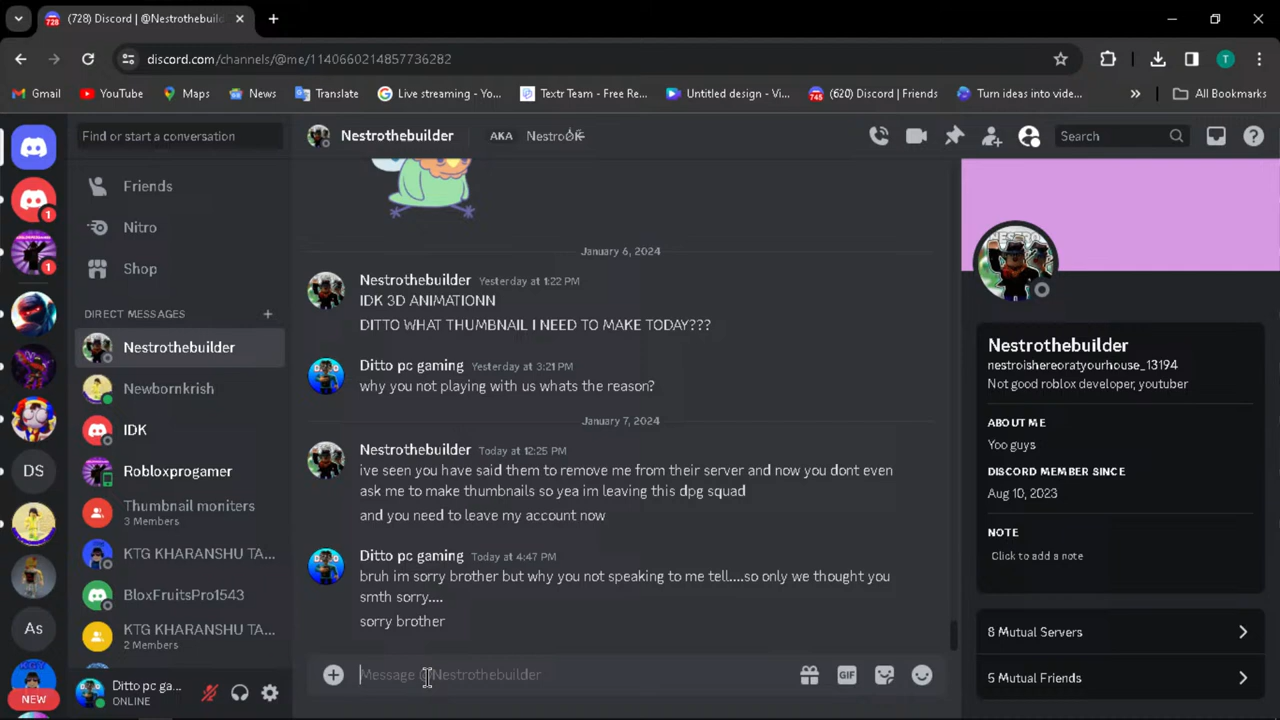 728
(728) Discord | @Nestrothebuilc
discord.com/channels/@me/1140660214857736282
T
Gmail
YouTube
Maps
News
Translate
Live streaming - Yo...
Textr Team - Free Re...
Untitled design - Vi...
745
(620) Discord | Friends
Turn ideas into vide...
»
All Bookmarks
Find or start a conversation
Nestrothebuilder
AKA
Search
Friends
Nitro
Shop
DIRECT MESSAGES
Nestrothebuilder
Newbornkrish
IDK
Robloxprogamer
Thumbnail moniters
3 Members
KTG KHARANSHU TA...
BloxFruitsPro1543
KTG KHARANSHU TA...
2 Members
1
1
DS
As
NEW
Ditto pc ga...
ONLINE
January 6, 2024
Nestrothebuilder Yesterday at 1:22 PM
IDK 3D ANIMATIONN
DITTO WHAT THUMBNAIL I NEED TO MAKE TODAY???
Ditto pc gaming Yesterday at 3:21 PM
why you not playing with us whats the reason?
January 7, 2024
Nestrothebuilder Today at 12:25 PM
ive seen you have said them to remove me from their server and now you dont even
ask me to make thumbnails so yea im leaving this dpg squad
and you need to leave my account now
Ditto pc gaming Today at 4:47 PM
bruh im sorry brother but why you not speaking to me tell....so only we thought you
smth sorry....
sorry brother
Message @Nestrothebuilder
GIF
Nestrothebuilder
nestroishereoratyourhouse_13194
Not good roblox developer, youtuber
ABOUT ME
Yoo guys
DISCORD MEMBER SINCE
Aug 10, 2023
NOTE
Click to add a note
8 Mutual Servers
5 Mutual Friends